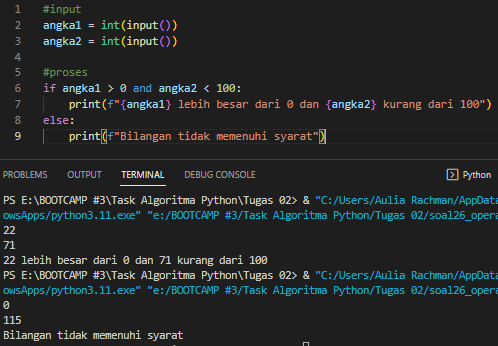 1 #input
2 angka1 = int(input())
3 angka2 = int(input())
4
5 #proses
6 if angka1 > 0 and angka2 < 100:
7 print(f"{angka1} lebih besar dari 0 dan {angka2} kurang dari 100")
8 else:
9 print(f"Bilangan tidak memenuhi syarat")
PROBLEMS OUTPUT TERMINAL DEBUG CONSOLE Python
PS E:\BOOTCAMP #3\Task Algoritma Python\Tugas 02> & "C:/Users/Aulia Rachman/AppData
owsApps/python3.11.exe" "e:/BOOTCAMP #3/Task Algoritma Python/Tugas 02/soal26_opera
22
71
22 lebih besar dari 0 dan 71 kurang dari 100
PS E:\BOOTCAMP #3\Task Algoritma Python\Tugas 02> & "C:/Users/Aulia Rachman/AppData
owsApps/python3.11.exe" "e:/BOOTCAMP #3/Task Algoritma Python/Tugas 02/soal26_opera
0
115
Bilangan tidak memenuhi syarat